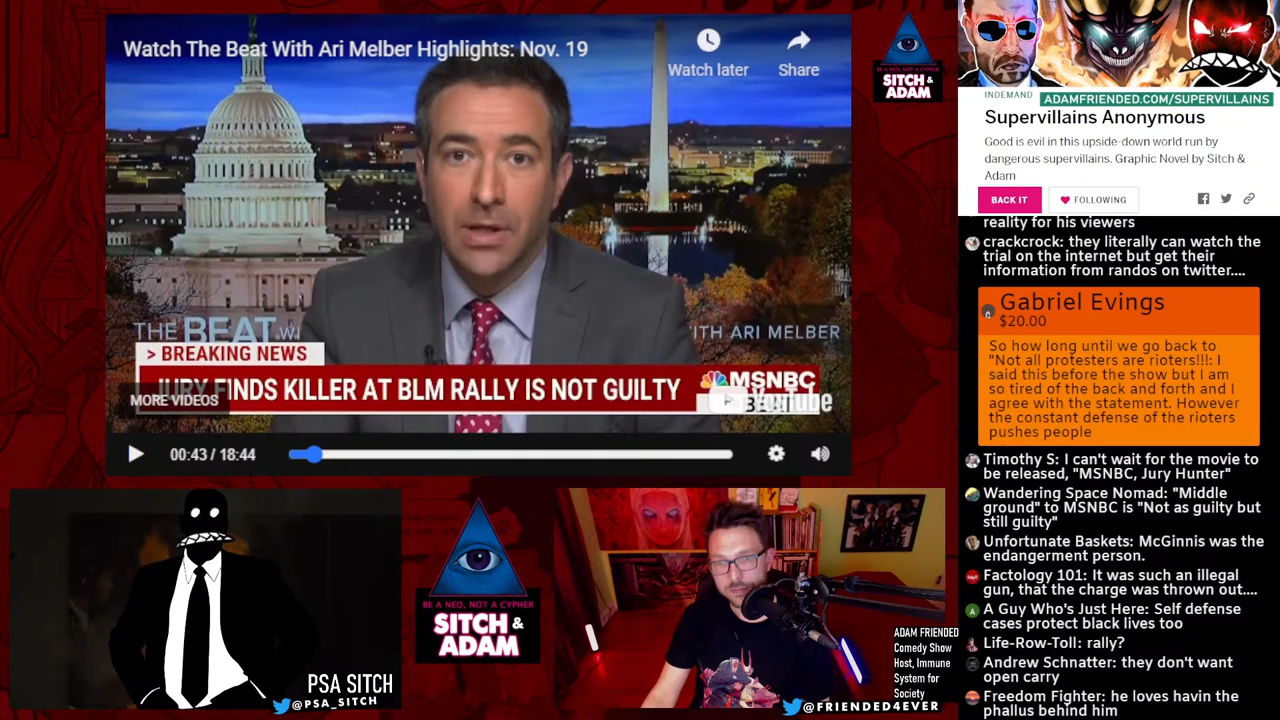 Watch The Beat With Ari Melber Highlights: Nov. 19
Watch later
Share
BE A NEO, NOT A CYPHER
SITCH &
ADAM
THE BEAT WI
ITH ARI MELBER
> BREAKING NEWS
JURY FINDS KILLER AT BLM RALLY IS NOT GUILTY
MSNBC
MORE VIDEOS
YouTube
00:43 / 18:44
INDEMAND
ADAMFRIENDED.COM/SUPERVILLAINS
Supervillains Anonymous
Good is evil in this upside-down world run by
dangerous supervillains. Graphic Novel by Sitch &
Adam
BACK IT
FOLLOWING
reality for his viewers
crackcrock: they literally can watch the
trial on the internet but get their
information from randos on twitter....
Gabriel Evings
$20.00
So how long until we go back to
"Not all protesters are rioters!!!: I
said this before the show but I am
so tired of the back and forth and I
agree with the statement. However
the constant defense of the rioters
pushes people
Timothy S: I can't wait for the movie to
be released, "MSNBC, Jury Hunter"
Wandering Space Nomad: "Middle
ground" to MSNBC is "Not as guilty but
still guilty"
Unfortunate Baskets: McGinnis was the
endangerment person.
Factology 101: It was such an illegal
gun, that the charge was thrown out....
A Guy Who's Just Here: Self defense
cases protect black lives too
Life-Row-Toll: rally?
Andrew Schnatter: they don't want
open carry
Freedom Fighter: he loves havin the
phallus behind him
PSA SITCH
@PSA_SITCH
BE A NEO, NOT A CYPHER
SITCH &
ADAM
ADAM FRIENDED
Comedy Show
Host, Immune
System for
Society
@FRIENDED4EVER